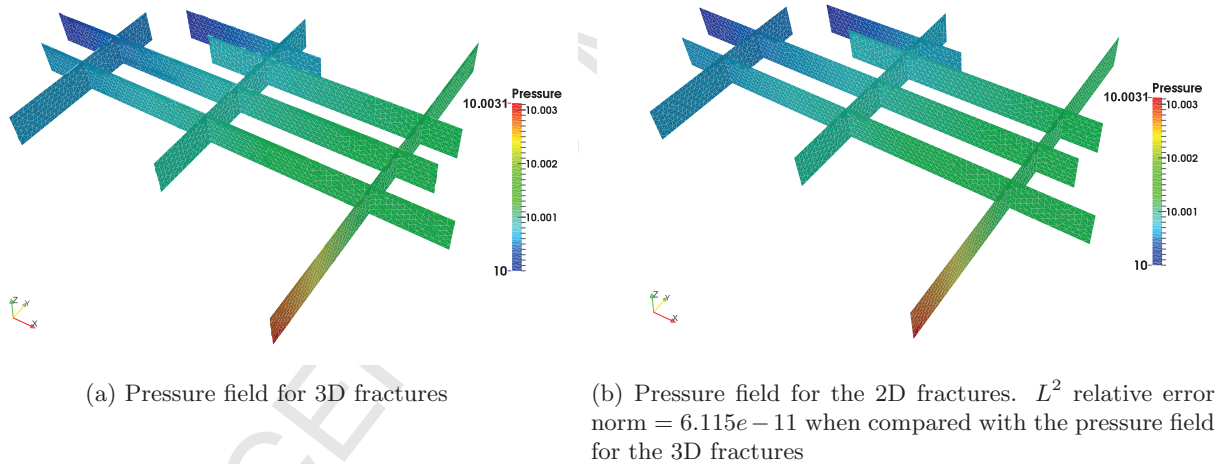 Pressure
10.0031
10.003
10.002
10.001
10
Z
Y
X
Pressure
10.0031
10.003
10.002
10.001
10
Z
Y
X
(a) Pressure field for 3D fractures
(b) Pressure field for the 2D fractures. L² relative error
norm = 6.115e − 11 when compared with the pressure field
for the 3D fractures